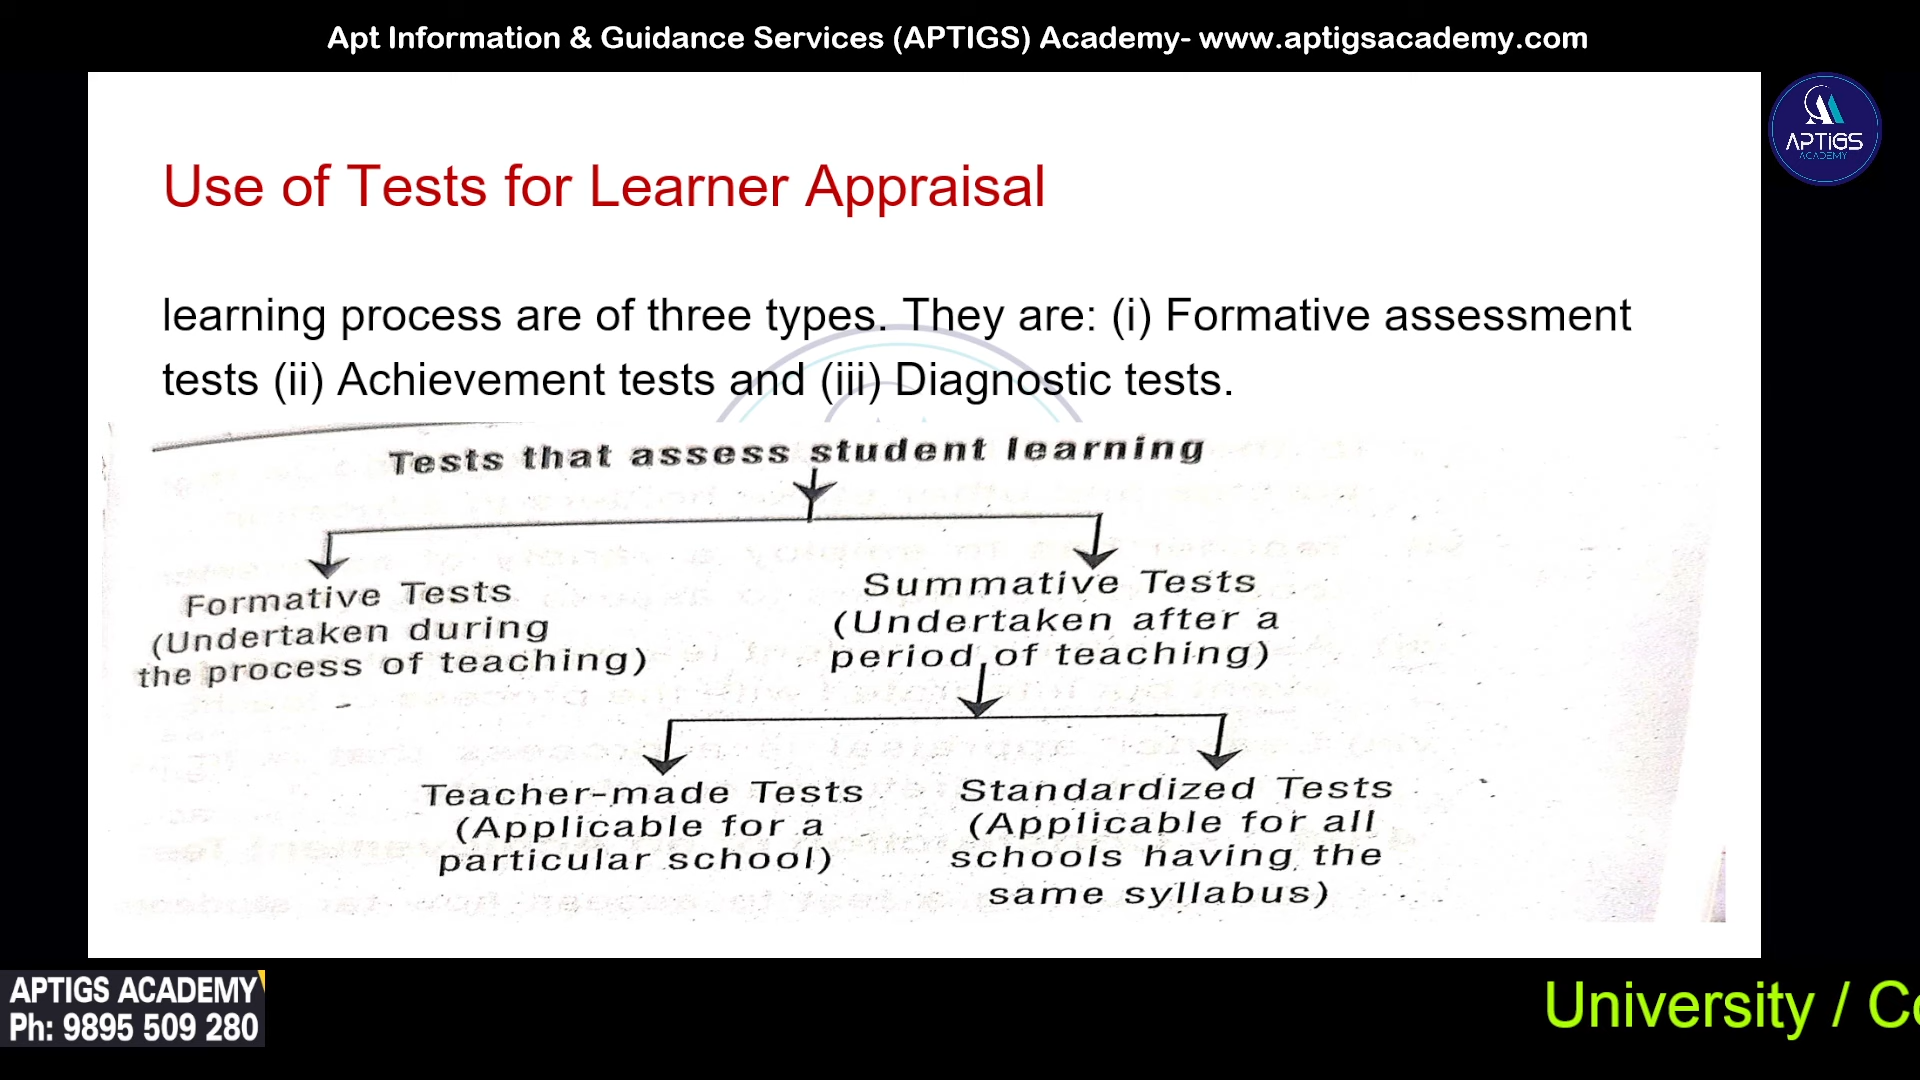 Apt Information & Guidance Services (APTIGS) Academy- www.aptigsacademy.com
APTiGS
ACADEMY
Use of Tests for Learner Appraisal
learning process are of three types. They are: (i) Formative assessment
tests (ii) Achievement tests and (iii) Diagnostic tests.
Tests that assess student learning
Formative Tests
(Undertaken during
the process of teaching)
Summative Tests
(Undertaken after a
period of teaching)
Teacher-made Tests
(Applicable for a
particular school)
Standardized Tests
(Applicable for all
schools having the
same syllabus)
APTIGS ACADEMY
Ph: 9895 509 280
University / Co